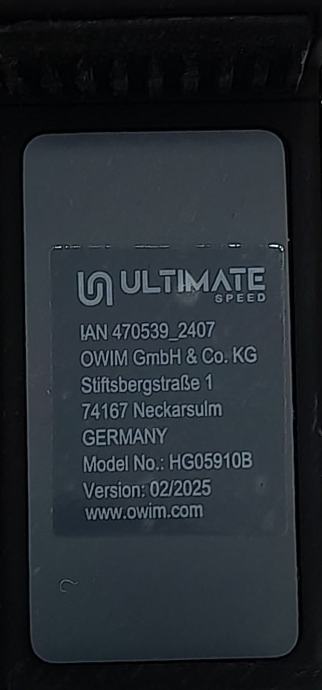 ULTIMATE
SPEED
IAN 470539_2407
OWIM GmbH & Co. KG
Stiftsbergstraße 1
74167 Neckarsulm
GERMANY
Model No.: HG05910B
Version: 02/2025
www.owim.com